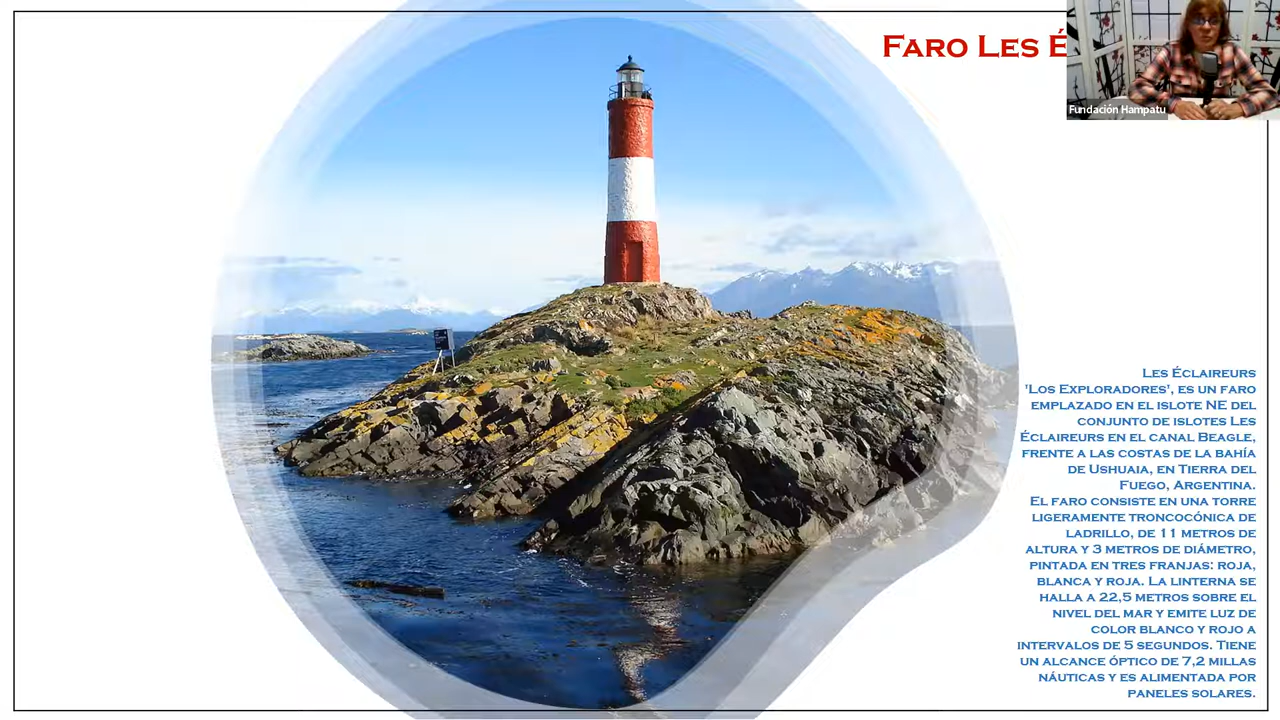 Faro Les É
Fundación Hampatu
Les Éclaireurs
'Los Exploradores', es un faro
emplazado en el islote NE del
conjunto de islotes Les
Éclaireurs en el canal Beagle,
frente a las costas de la bahía
de Ushuaia, en Tierra del
Fuego, Argentina.
El faro consiste en una torre
ligeramente troncocónica de
ladrillo, de 11 metros de
altura y 3 metros de diámetro,
pintada en tres franjas: roja,
blanca y roja. La linterna se
halla a 22,5 metros sobre el
nivel del mar y emite luz de
color blanco y rojo a
intervalos de 5 segundos. Tiene
un alcance óptico de 7,2 millas
náuticas y es alimentada por
paneles solares.